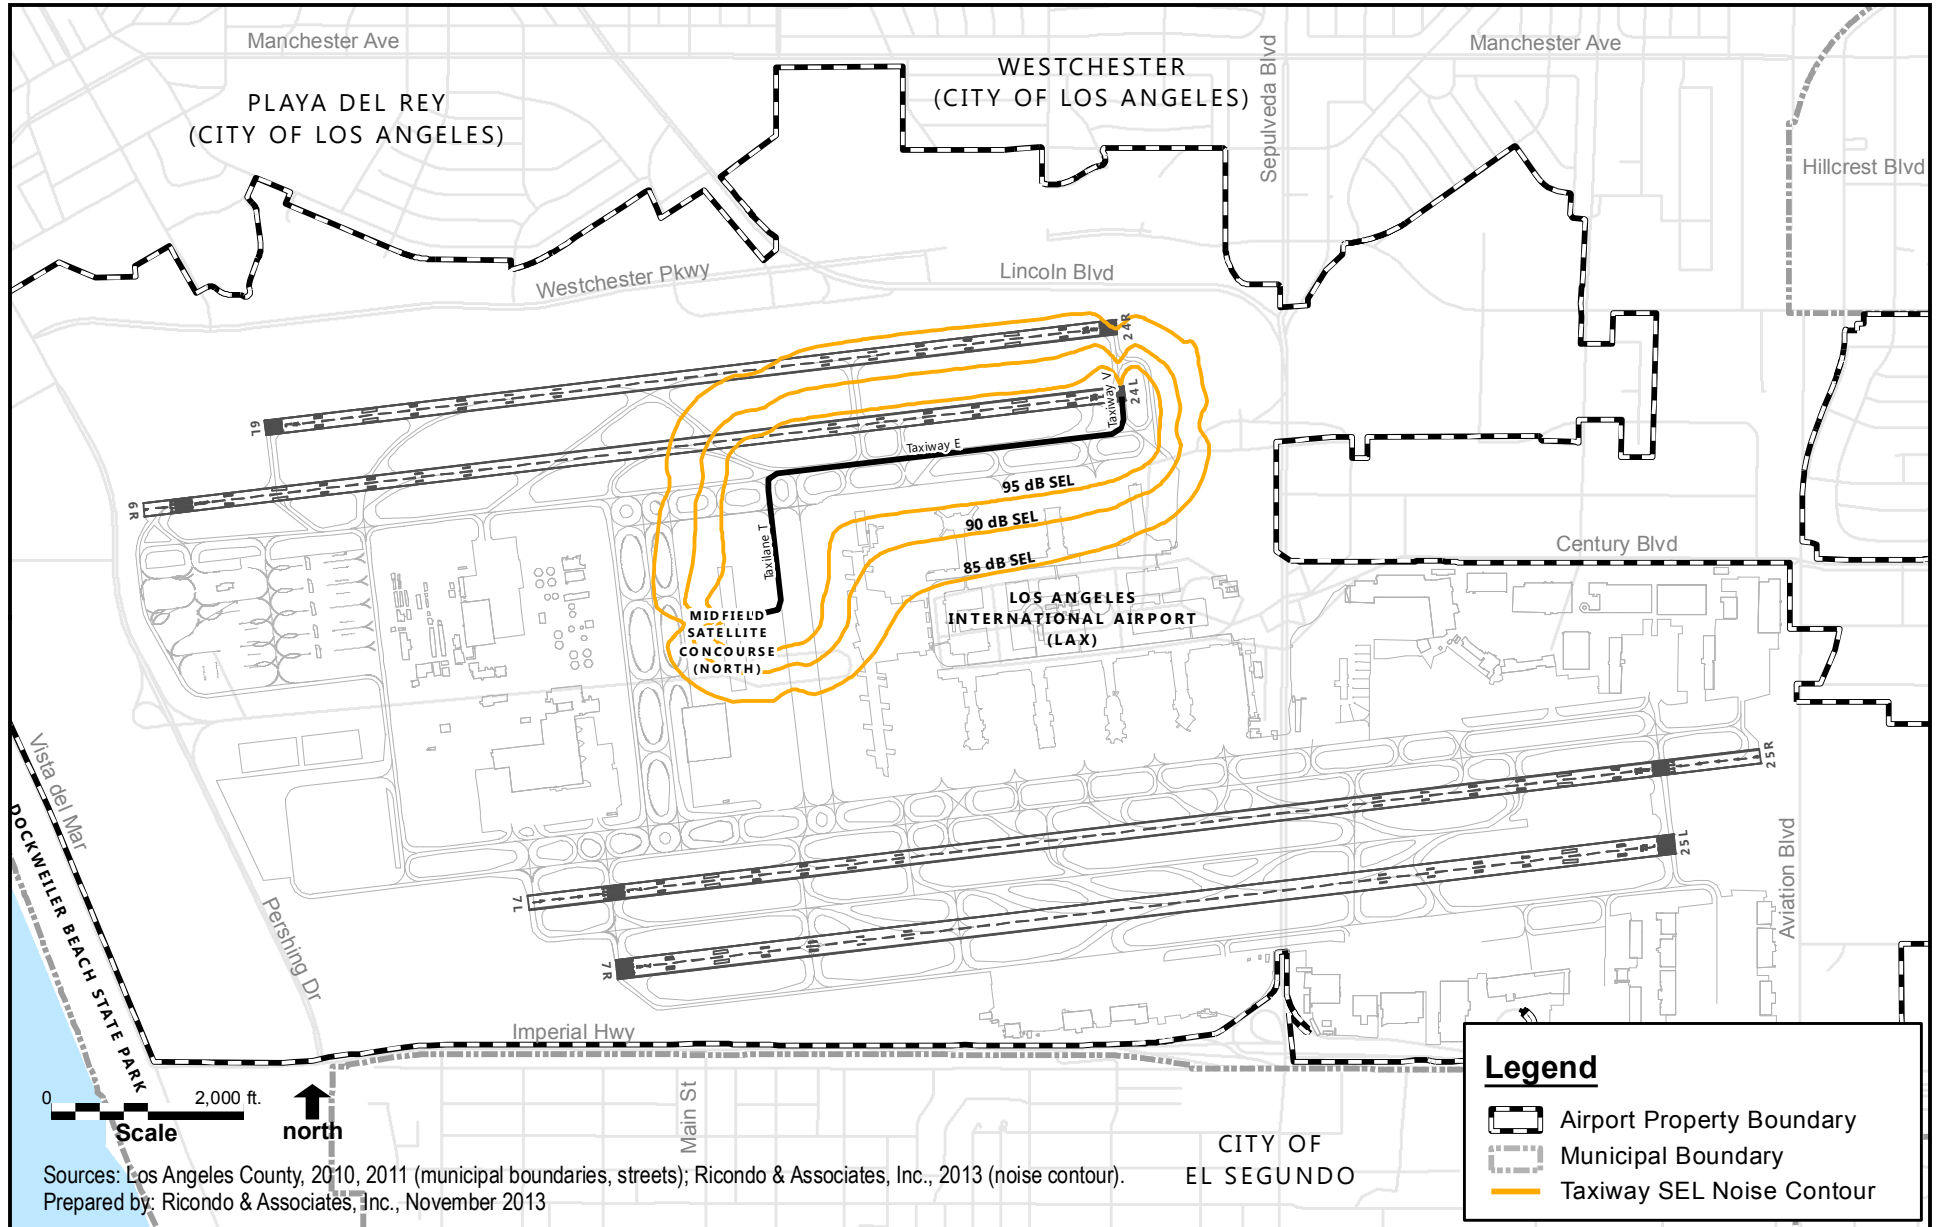 Manchester Ave
Manchester Ave
WESTCHESTER
(CITY OF LOS ANGELES)
Sepulveda Blvd
PLAYA DEL REY
(CITY OF LOS ANGELES)
Hillcrest Blvd
Westchester Pkwy
Lincoln Blvd
24R
24L
Taxiway V
6L
6R
Taxiway E
95 dB SEL
90 dB SEL
85 dB SEL
Taxilane T
Century Blvd
MIDFIELD
SATELLITE
CONCOURSE
(NORTH)
LOS ANGELES
INTERNATIONAL AIRPORT
(LAX)
25R
25L
7L
7R
Vista del Mar
DOCKWEILER BEACH STATE PARK
Pershing Dr
Aviation Blvd
Imperial Hwy
Main St
0 2,000 ft.
Scale
north
CITY OF
EL SEGUNDO
Legend
Airport Property Boundary
Municipal Boundary
Taxiway SEL Noise Contour
Sources: Los Angeles County, 2010, 2011 (municipal boundaries, streets); Ricondo & Associates, Inc., 2013 (noise contour).
Prepared by: Ricondo & Associates, Inc., November 2013